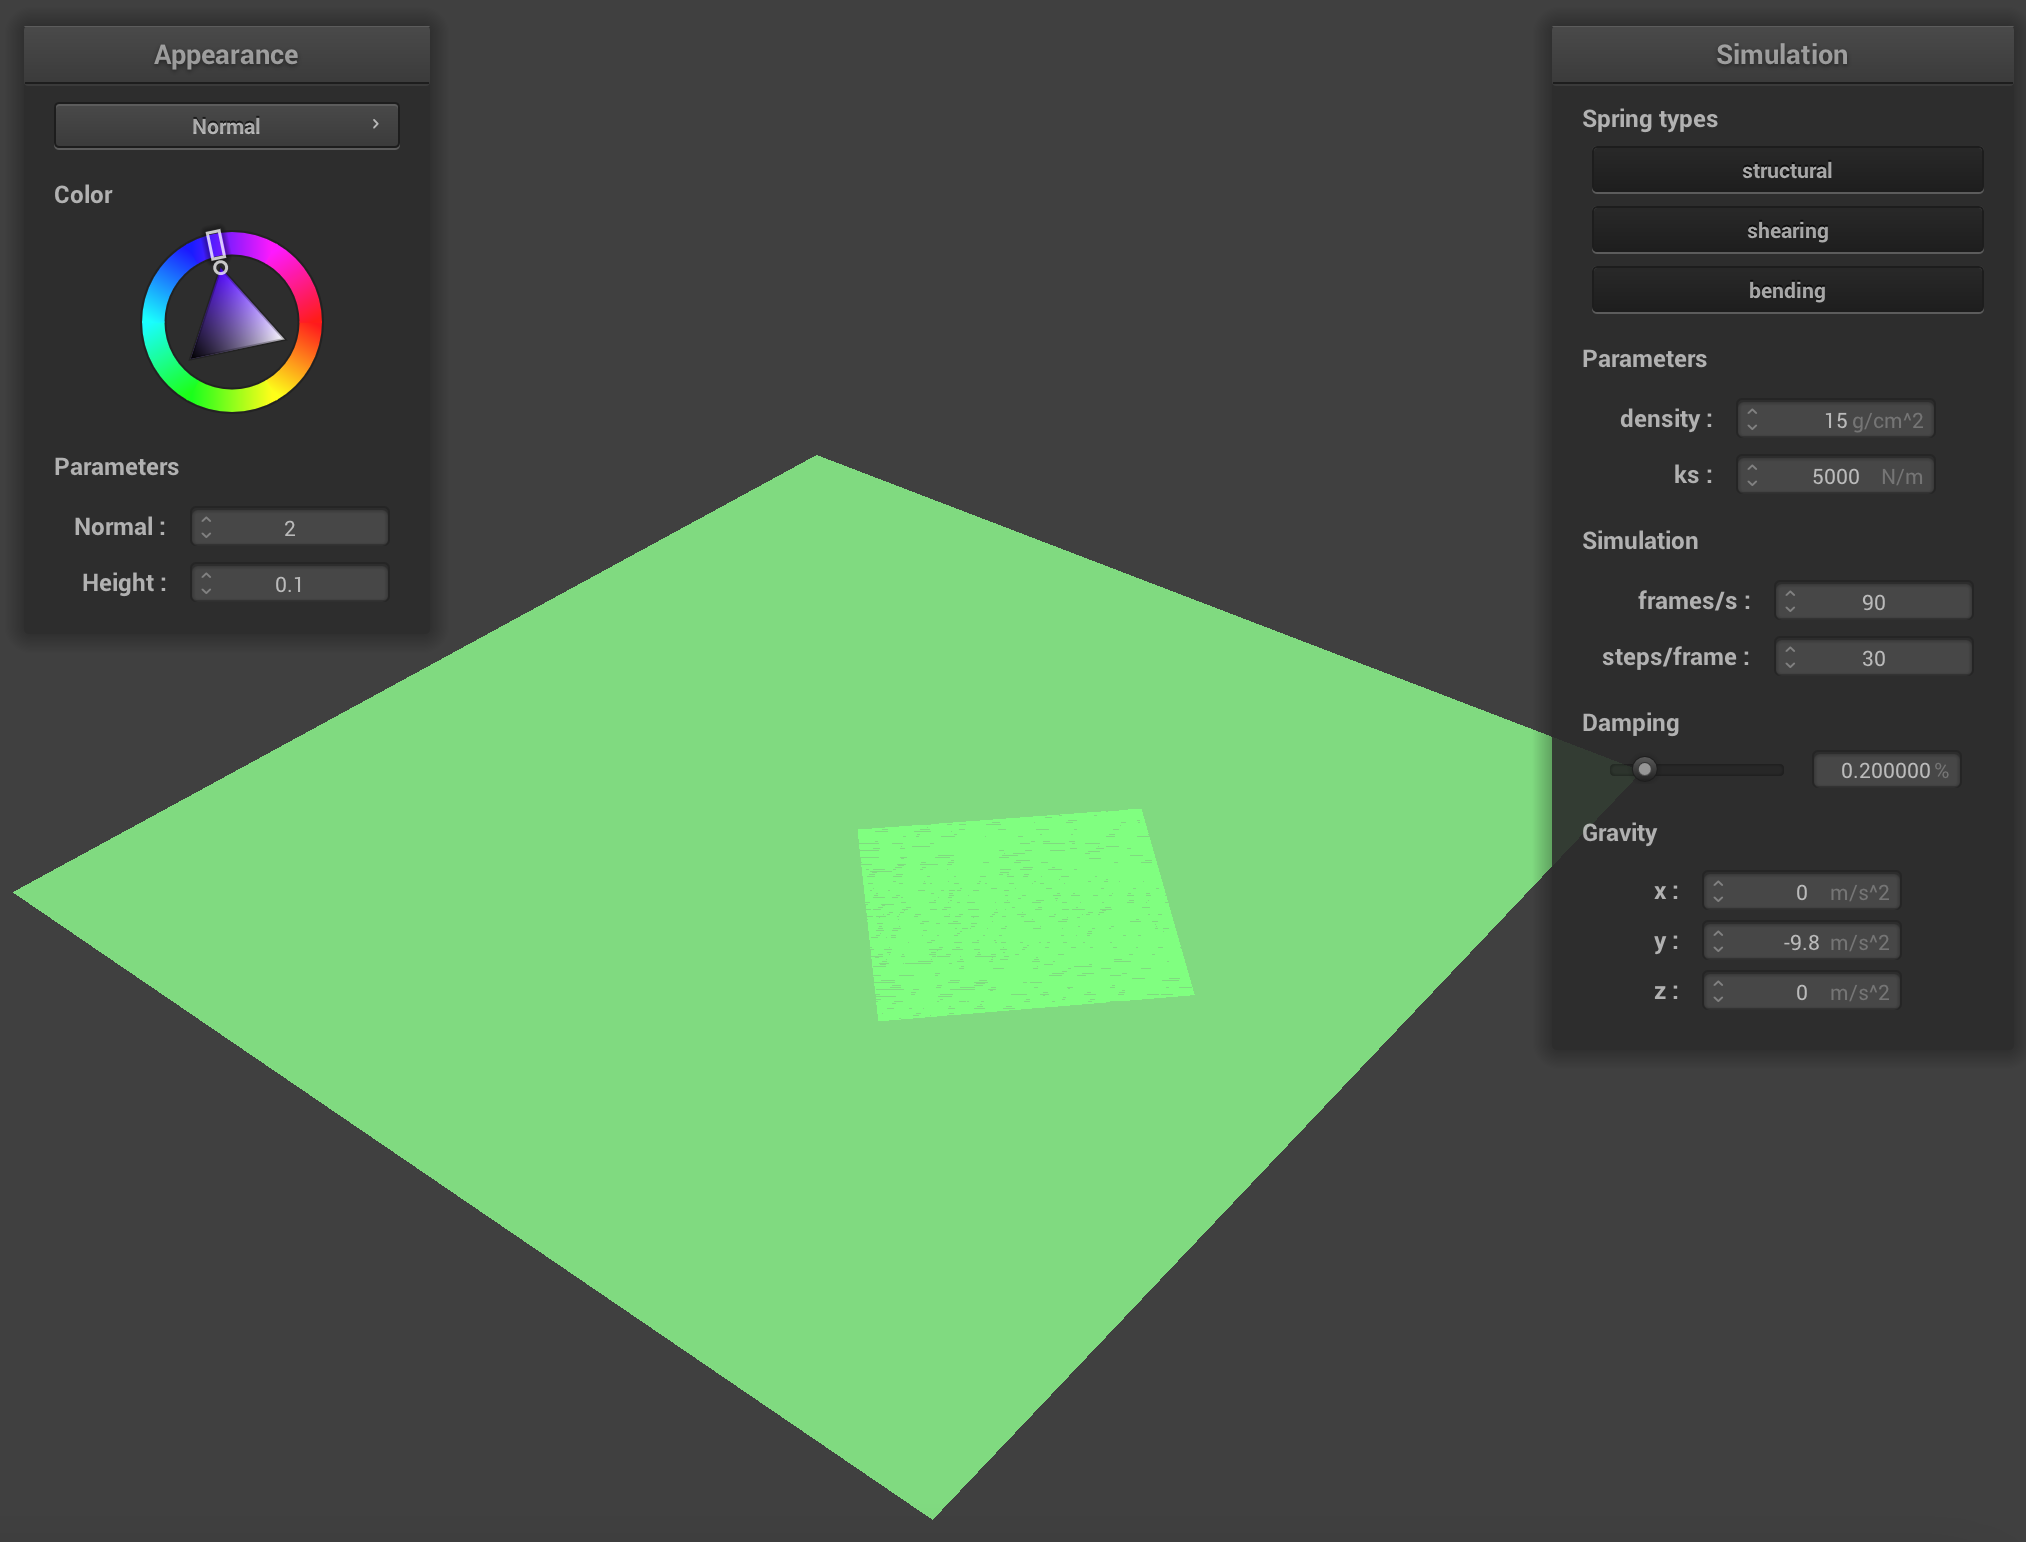 Appearance
Normal
Color
Parameters
Normal : 2
Height : 0.1
Simulation
Spring types
structural
shearing
bending
Parameters
density : 15 g/cm^2
ks : 5000 N/m
Simulation
frames/s : 90
steps/frame : 30
Damping
0.200000 %
Gravity
x : 0 m/s^2
y : -9.8 m/s^2
z : 0 m/s^2